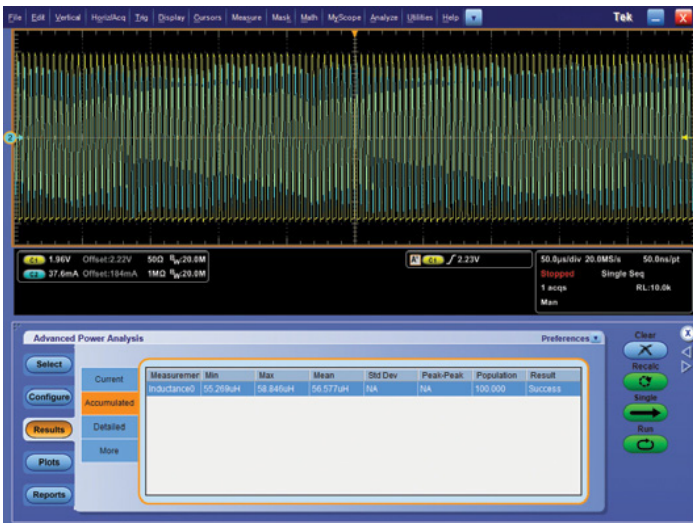 File Edit Vertical Horiz/Acq Trig Display Cursors Measure Mask Math MyScope Analyze Utilities Help Tek X
2
C1 1.96V Offset:2.22V 50Ω BW:20.0M
C2 37.6mA Offset:184mA 1MΩ BW:20.0M
A' C1 2.23V
50.0µs/div 20.0MS/s 50.0ns/pt
Stopped Single Seq
1 acqs RL:10.0k
Man
Advanced Power Analysis Preferences
Clear X
Select
Configure
Results
Plots
Reports
Current
Accumulated
Detailed
More
Measuremer Min Max Mean Std Dev Peak-Peak Population Result
Inductance0 55.269uH 58.846uH 56.577uH NA NA 100.000 Success
Recalc
Single
Run